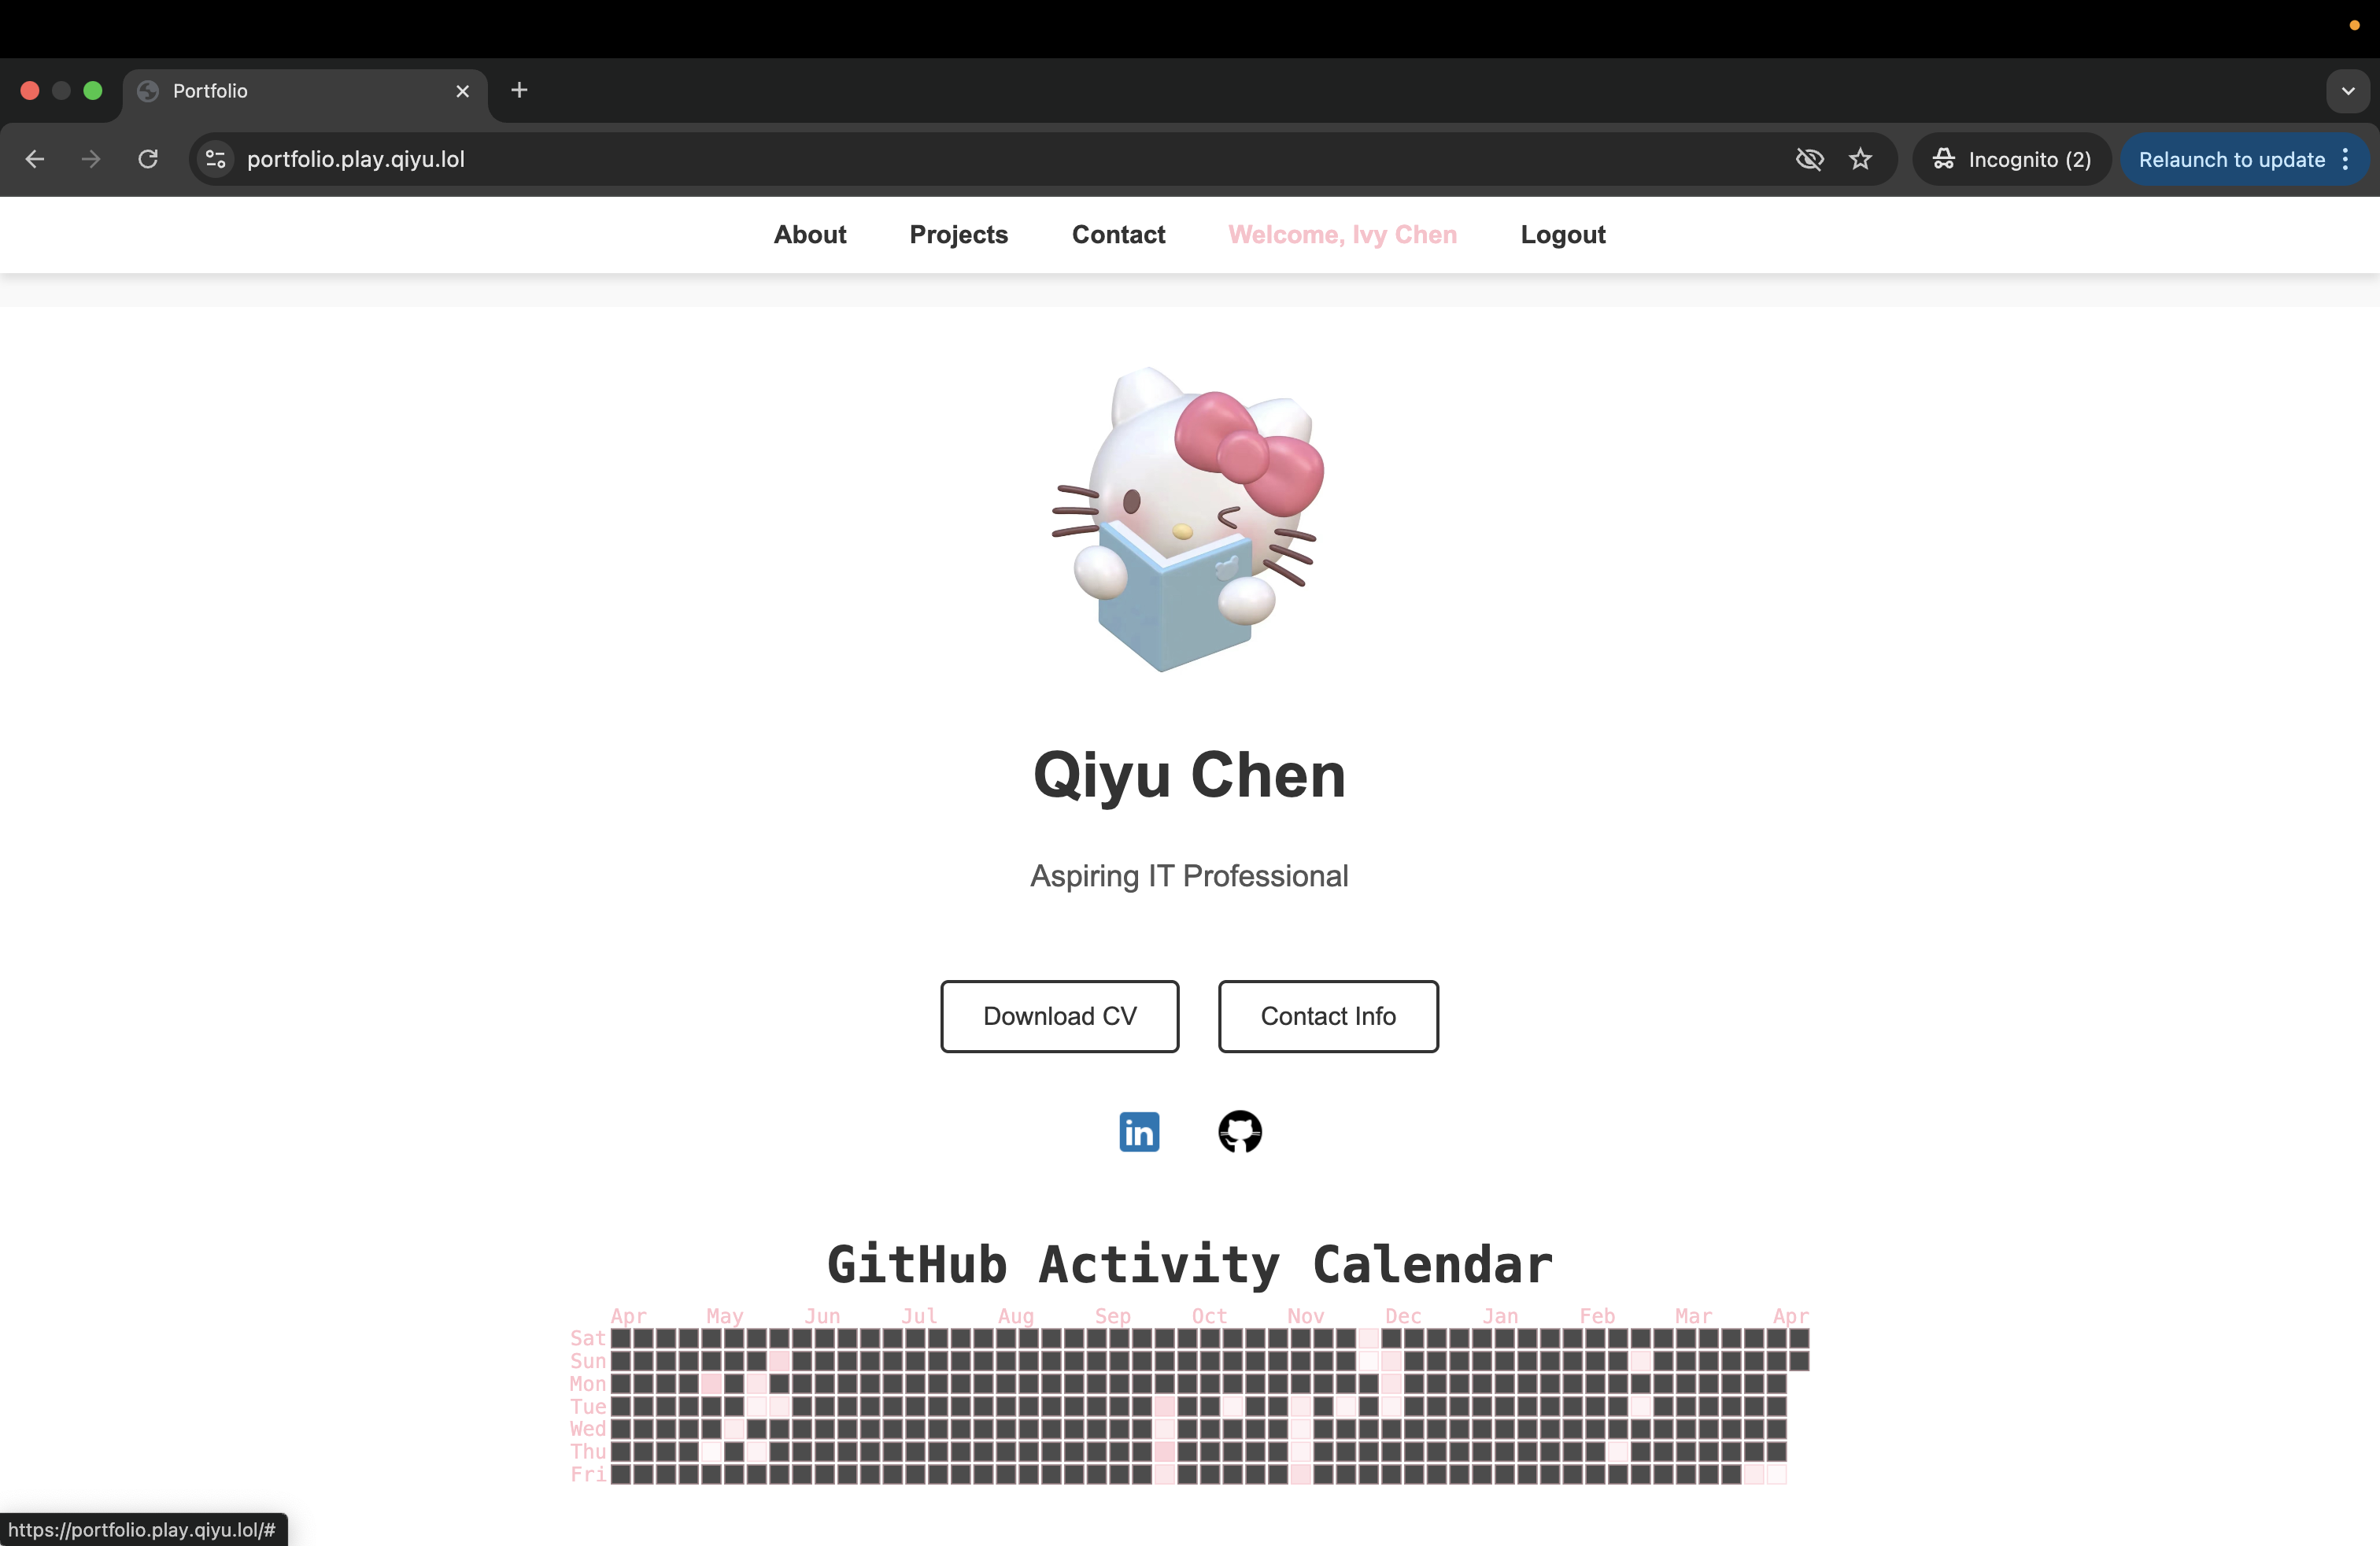 Portfolio
portfolio.play.qiyu.lol
Incognito (2)
Relaunch to update
About Projects Contact Welcome, Ivy Chen Logout
Qiyu Chen
Aspiring IT Professional
Download CV Contact Info
in
GitHub Activity Calendar
Apr May Jun Jul Aug Sep Oct Nov Dec Jan Feb Mar Apr
Sat
Sun
Mon
Tue
Wed
Thu
Fri
https://portfolio.play.qiyu.lol/#